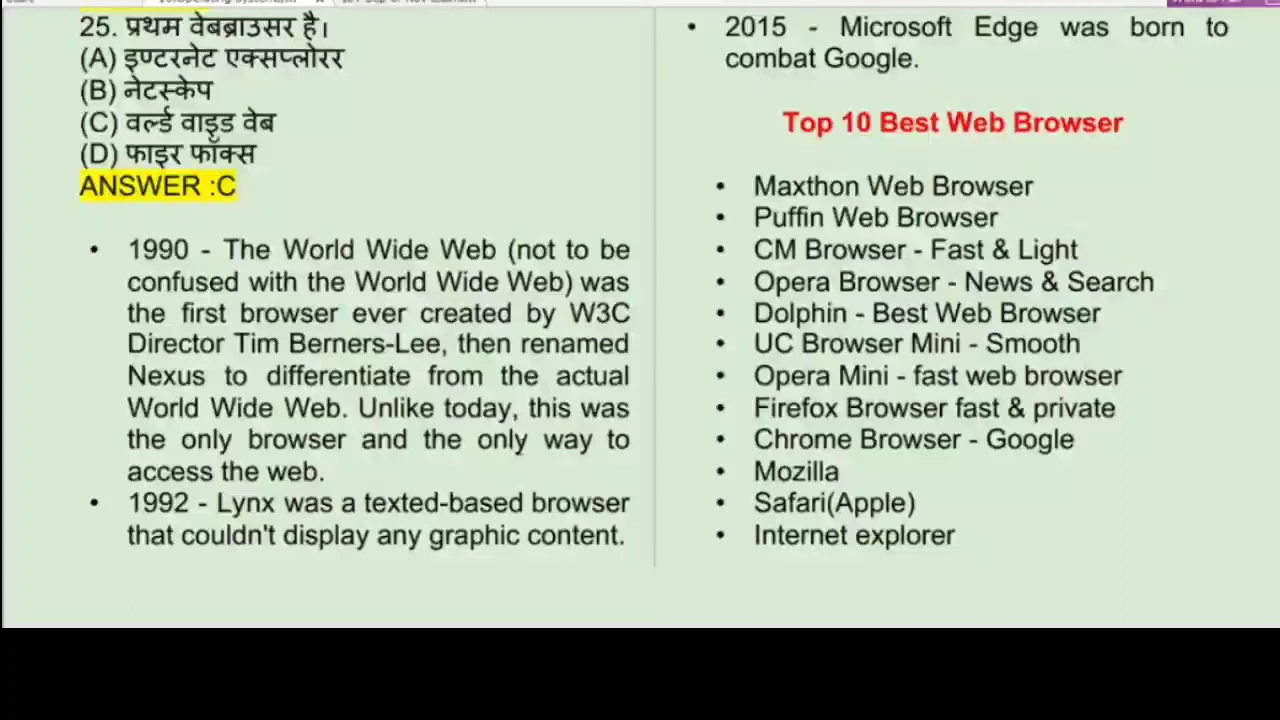 25. प्रथम वेबब्राउसर है।
(A) इण्टरनेट एक्सप्लोरर
(B) नेटस्केप
(C) वर्ल्ड वाइड वेब
(D) फाइर फॉक्स
ANSWER :C
• 1990 - The World Wide Web (not to be
confused with the World Wide Web) was
the first browser ever created by W3C
Director Tim Berners-Lee, then renamed
Nexus to differentiate from the actual
World Wide Web. Unlike today, this was
the only browser and the only way to
access the web.
• 1992 - Lynx was a texted-based browser
that couldn't display any graphic content.
• 2015 - Microsoft Edge was born to
combat Google.
Top 10 Best Web Browser
• Maxthon Web Browser
• Puffin Web Browser
• CM Browser - Fast & Light
• Opera Browser - News & Search
• Dolphin - Best Web Browser
• UC Browser Mini - Smooth
• Opera Mini - fast web browser
• Firefox Browser fast & private
• Chrome Browser - Google
• Mozilla
• Safari(Apple)
• Internet explorer